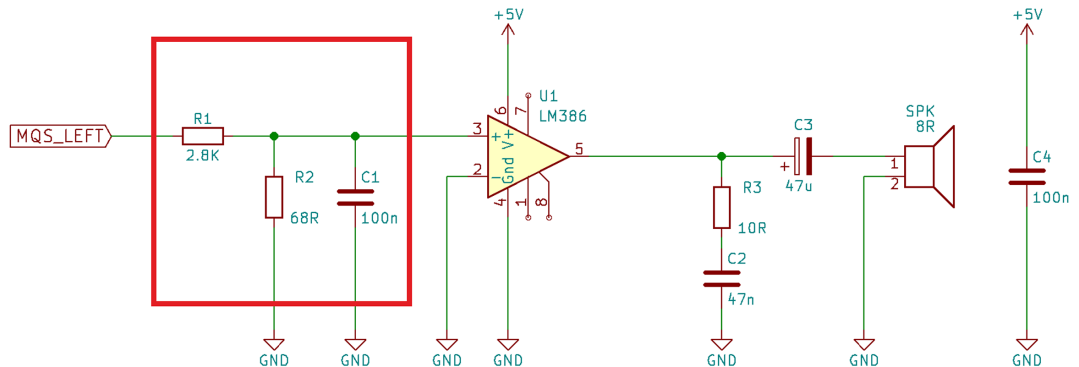 +5V
+5V
MQS_LEFT
R1
2.8K
R2
68R
C1
100n
3
2
6
7
V+
+
-
Gnd
4
1
8
5
U1
LM386
R3
10R
C2
47n
C3
+
47u
SPK
8R
1
2
C4
100n
GND
GND
GND
GND
GND
GND
GND